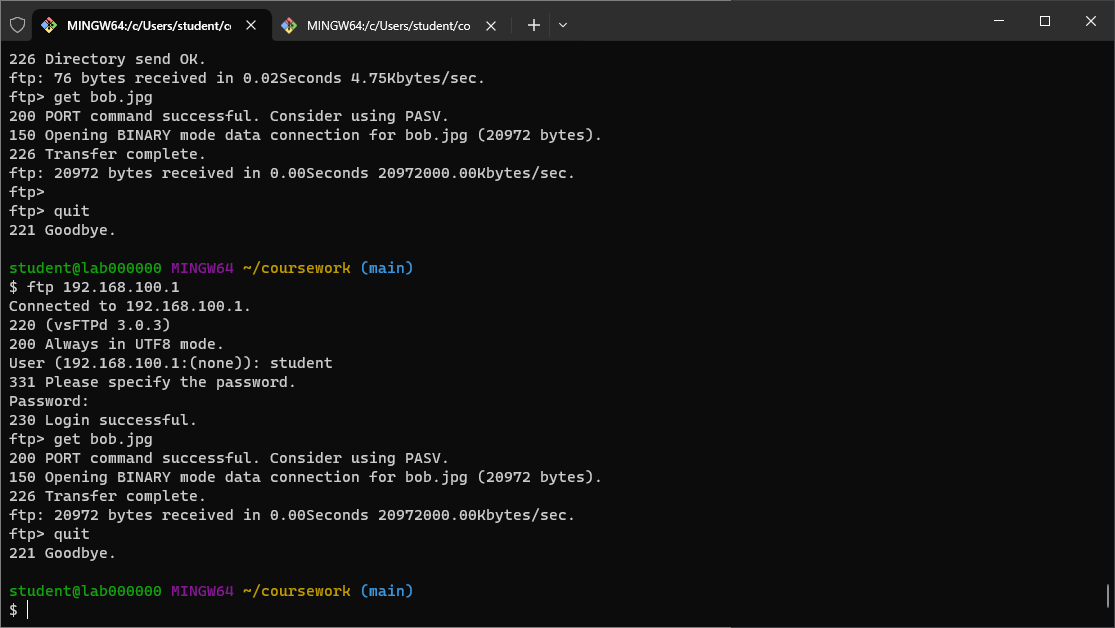 MINGW64:/c/Users/student/co
MINGW64:/c/Users/student/co
226 Directory send OK.
ftp: 76 bytes received in 0.02Seconds 4.75Kbytes/sec.
ftp> get bob.jpg
200 PORT command successful. Consider using PASV.
150 Opening BINARY mode data connection for bob.jpg (20972 bytes).
226 Transfer complete.
ftp: 20972 bytes received in 0.00Seconds 20972000.00Kbytes/sec.
ftp>
ftp> quit
221 Goodbye.
student@lab000000 MINGW64 ~/coursework (main)
$ ftp 192.168.100.1
Connected to 192.168.100.1.
220 (vsFTPd 3.0.3)
200 Always in UTF8 mode.
User (192.168.100.1:(none)): student
331 Please specify the password.
Password:
230 Login successful.
ftp> get bob.jpg
200 PORT command successful. Consider using PASV.
150 Opening BINARY mode data connection for bob.jpg (20972 bytes).
226 Transfer complete.
ftp: 20972 bytes received in 0.00Seconds 20972000.00Kbytes/sec.
ftp> quit
221 Goodbye.
student@lab000000 MINGW64 ~/coursework (main)
$